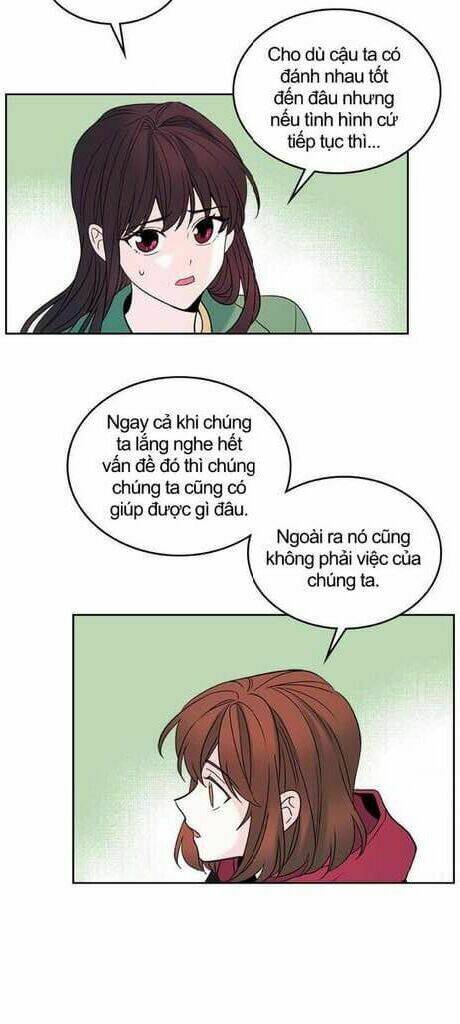 Cho dù cậu ta có
đánh nhau tốt
đến đâu nhưng
nếu tình hình cứ
tiếp tục thì...
Ngay cả khi chúng
ta lắng nghe hết
vấn đề đó thì chúng
chúng ta cũng có
giúp được gì đâu.
Ngoài ra nó cũng
không phải việc của
chúng ta.